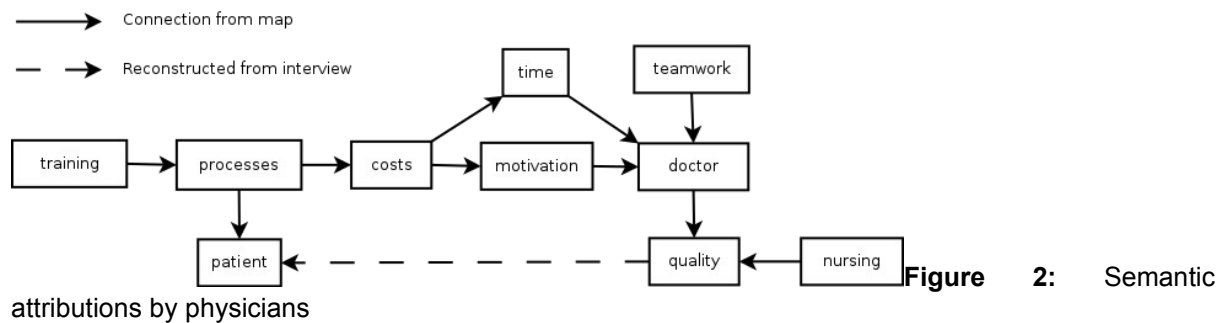 Connection from map
Reconstructed from interview
time
teamwork
training
processes
costs
motivation
doctor
patient
quality
nursing
Figure 2: Semantic
attributions by physicians